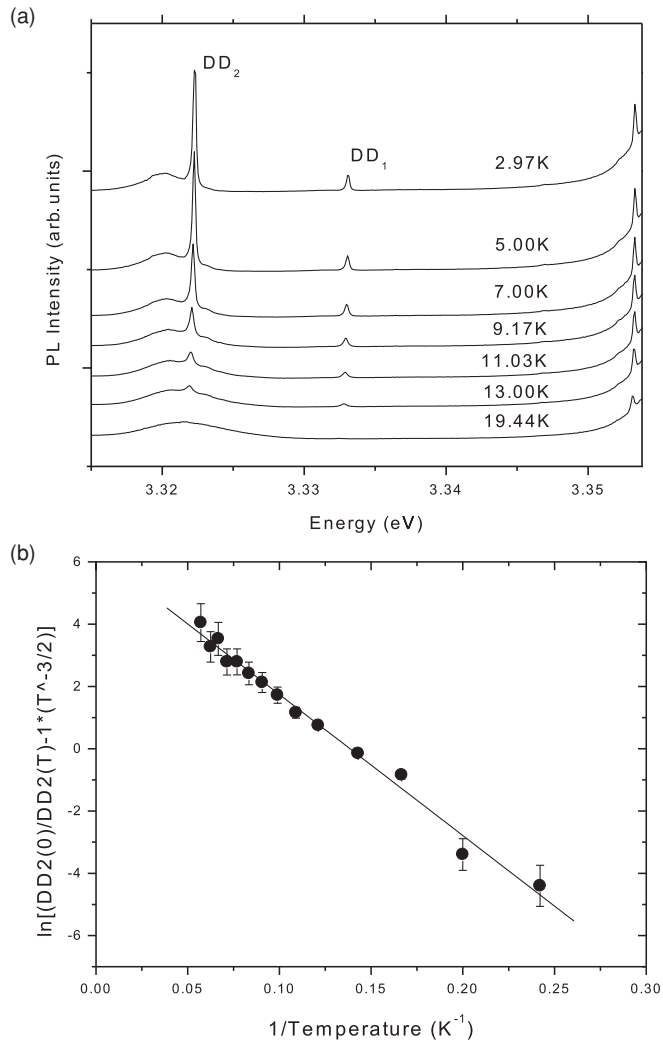 (a)
DD2
DD1
2.97K
5.00K
7.00K
9.17K
11.03K
13.00K
19.44K
PL Intensity (arb.units)
3.32 3.33 3.34 3.35
Energy (eV)
(b)
6
4
2
0
-2
-4
-6
ln[(DD2(0)/DD2(T)-1*(T^-3/2)]
0.00 0.05 0.10 0.15 0.20 0.25 0.30
1/Temperature (K-1)